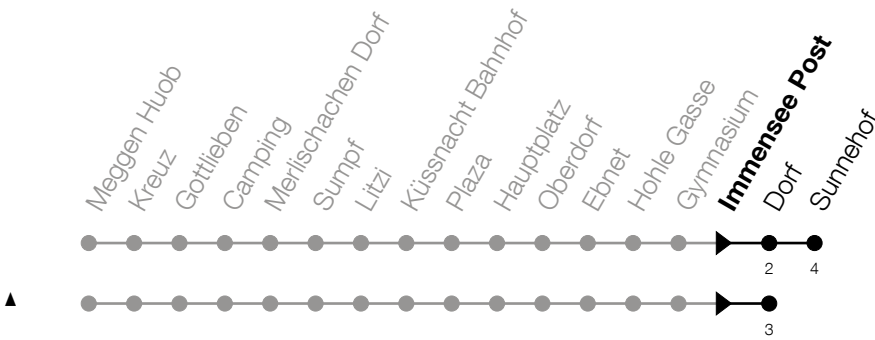 Meggen Huob
Kreuz
Gottlieben
Camping
Merlischachen Dorf
Sumpf
Litzi
Küssnacht Bahnhof
Plaza
Hauptplatz
Oberdorf
Ebnet
Hohle Gasse
Gymnasium
Immensee Post
Dorf
Sunnehof
2 4
3